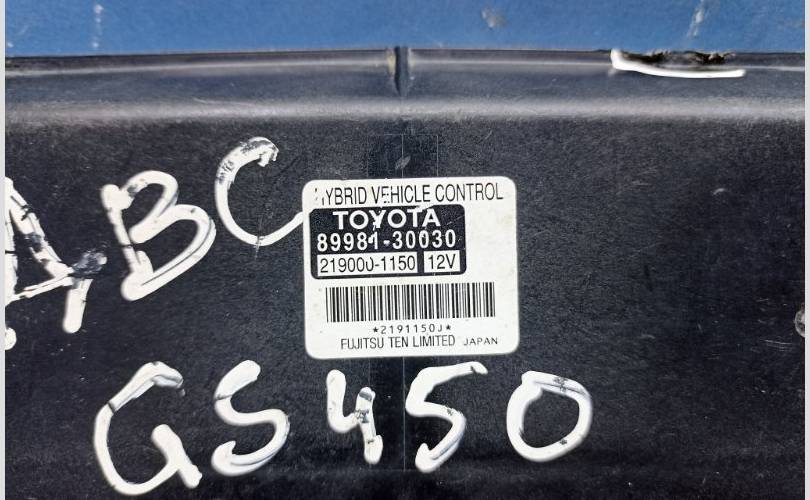 ABC
HYBRID VEHICLE CONTROL
TOYOTA
89981-30030
219000-1150 12V
*2191150J*
FUJITSU TEN LIMITED JAPAN
GS450